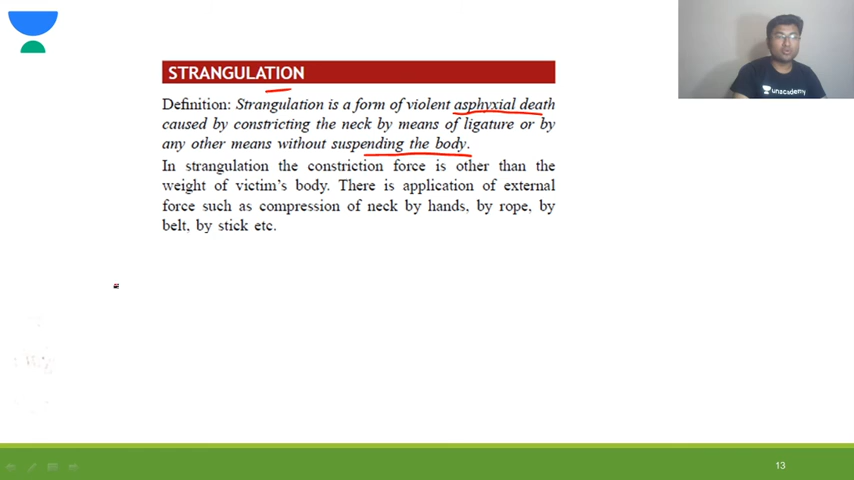 STRANGULATION
Definition: Strangulation is a form of violent asphyxial death
caused by constricting the neck by means of ligature or by
any other means without suspending the body.
In strangulation the constriction force is other than the
weight of victim's body. There is application of external
force such as compression of neck by hands, by rope, by
belt, by stick etc.
unacademy
13